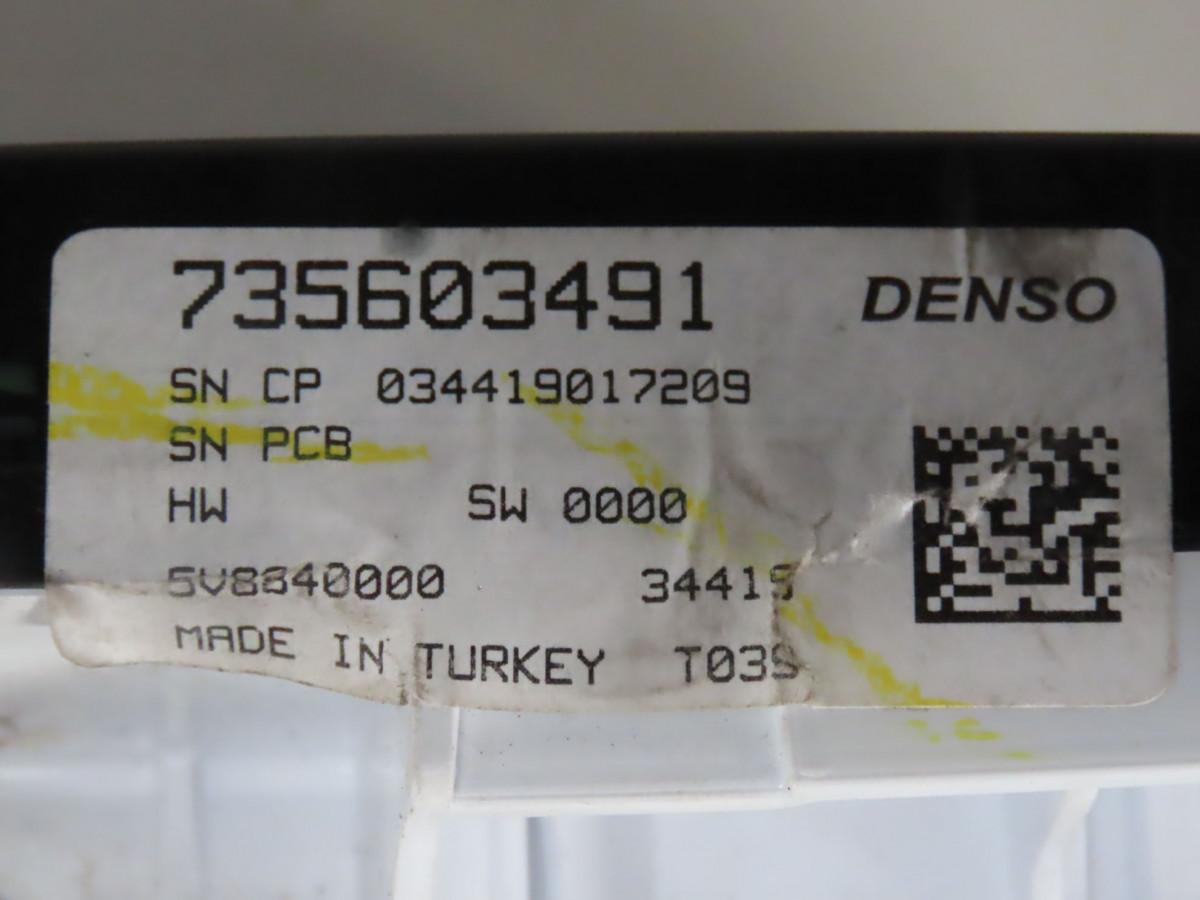 735603491 DENSO
SN CP 034419017209
SN PCB
HW SW 0000
5V8840000 34419
MADE IN TURKEY T03S